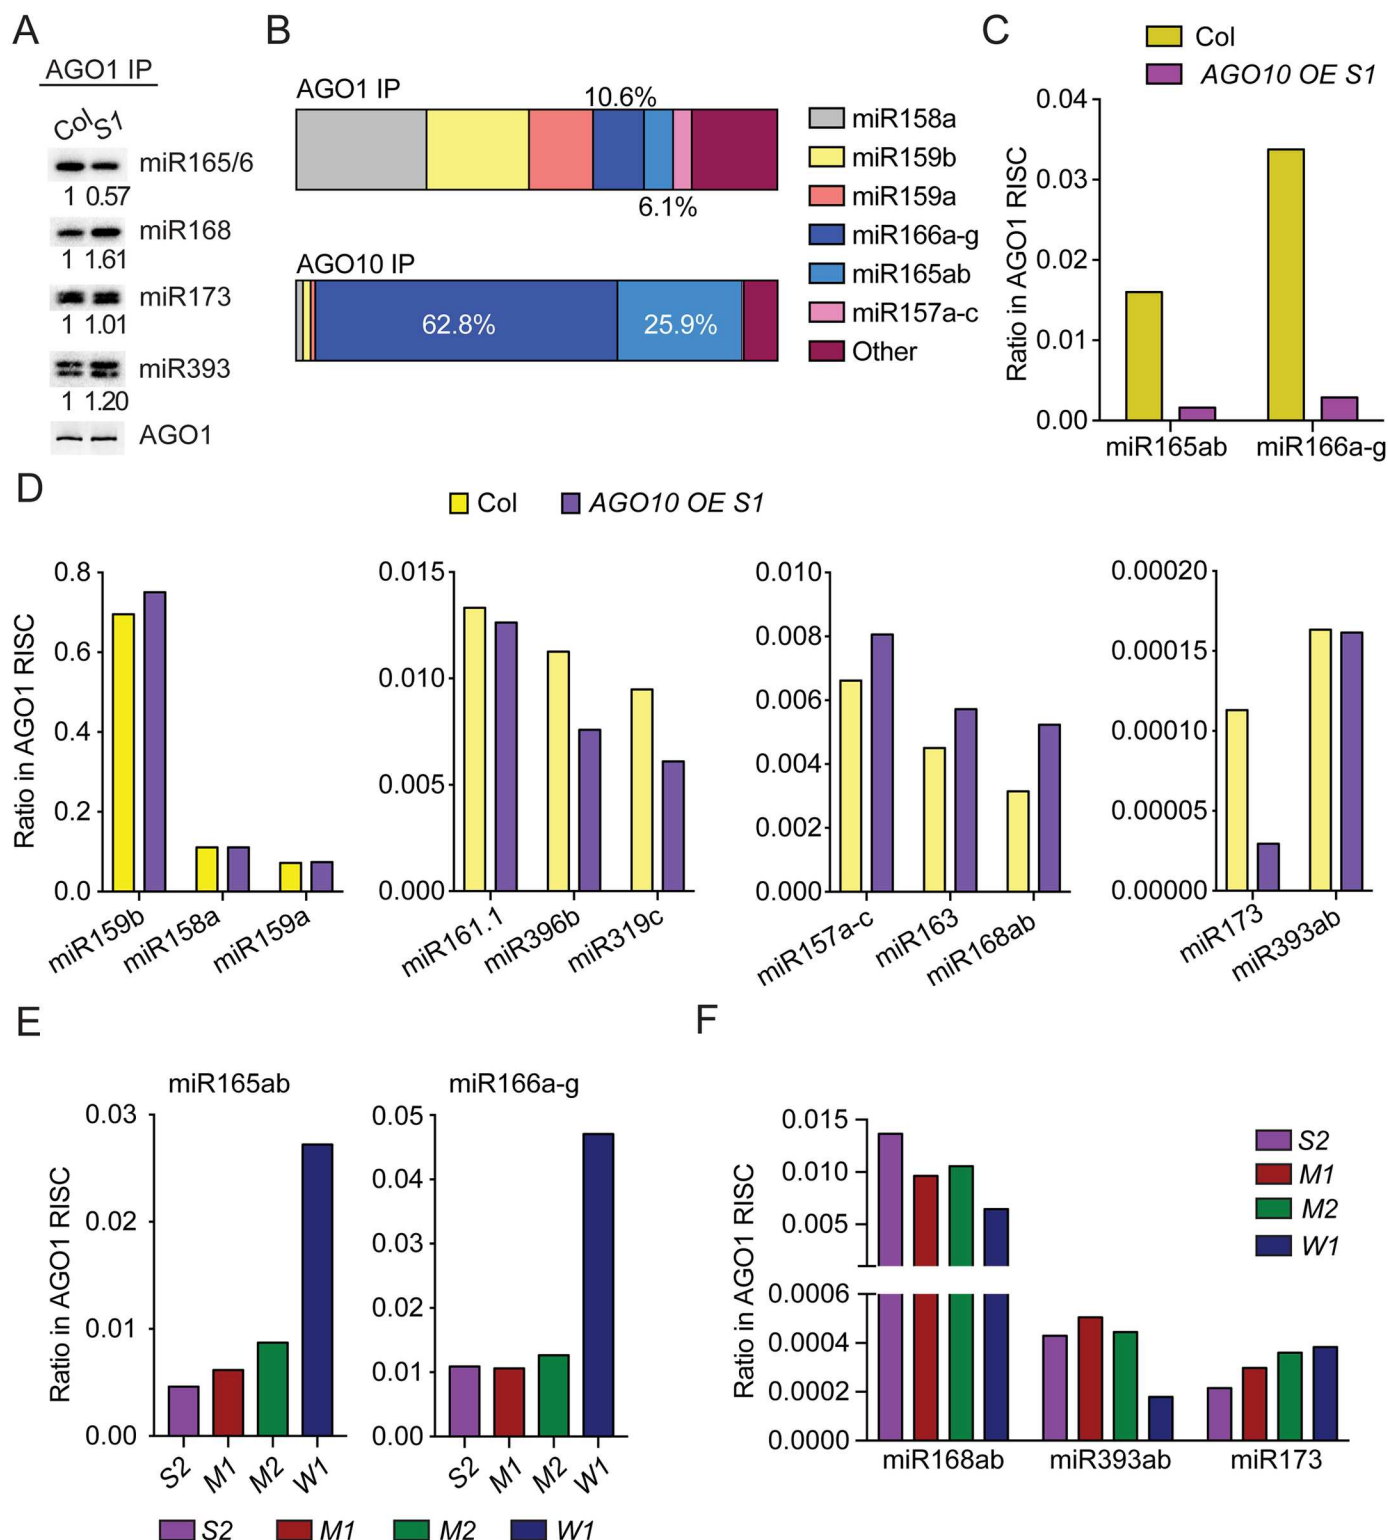 A
AGO1 IP
Col S1
miR165/6
1 0.57
miR168
1 1.61
miR173
1 1.01
miR393
1 1.20
AGO1
B
AGO1 IP
10.6%
6.1%
AGO10 IP
62.8%
25.9%
miR158a
miR159b
miR159a
miR166a-g
miR165ab
miR157a-c
Other
C
Col
AGO10 OE S1
Ratio in AGO1 RISC
0.04
0.03
0.02
0.01
0.00
miR165ab
miR166a-g
D
Col
AGO10 OE S1
Ratio in AGO1 RISC
0.8
0.6
0.4
0.2
0.0
miR159b
miR158a
miR159a
0.015
0.010
0.005
0.000
miR161.1
miR396b
miR319c
0.010
0.008
0.006
0.004
0.002
0.000
miR157a-c
miR163
miR168ab
0.00020
0.00015
0.00010
0.00005
0.00000
miR173
miR393ab
E
miR165ab
Ratio in AGO1 RISC
0.03
0.02
0.01
0.00
S2
M1
M2
W1
miR166a-g
0.05
0.04
0.03
0.02
0.01
0.00
S2
M1
M2
W1
S2
M1
M2
W1
F
Ratio in AGO1 RISC
0.015
0.010
0.005
0.0006
0.0004
0.0002
0.0000
miR168ab
miR393ab
miR173
S2
M1
M2
W1